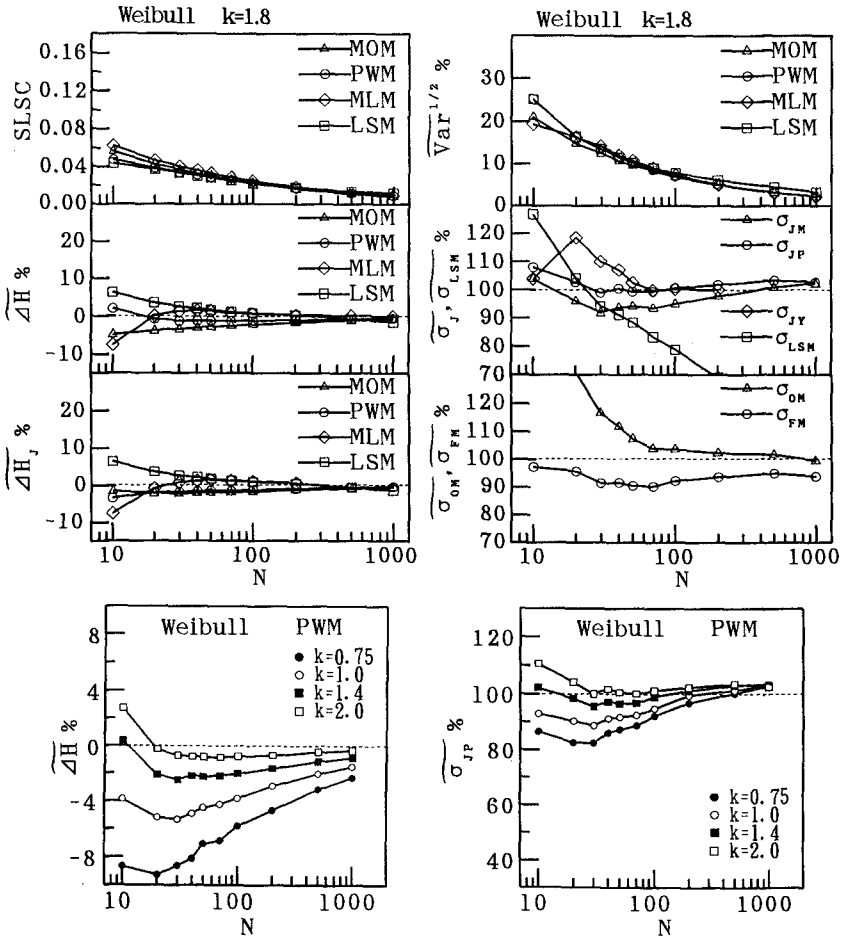 Weibull k=1.8
SLSC
0.16
0.12
0.08
0.04
0.00
MOM
PWM
MLM
LSM
ΔH %
20
10
0
-10
MOM
PWM
MLM
LSM
ΔH_J %
20
10
0
-10
MOM
PWM
MLM
LSM
10 100 1000
N
Weibull k=1.8
Var^1/2 %
30
20
10
0
MOM
PWM
MLM
LSM
σ_J, σ_LSM %
120
110
100
90
80
70
σ_JM
σ_JP
σ_JY
σ_LSM
σ_OM, σ_FM %
120
110
100
90
80
70
σ_OM
σ_FM
10 100 1000
N
Weibull PWM
ΔH %
8
4
0
-4
-8
k=0.75
k=1.0
k=1.4
k=2.0
10 100 1000
N
Weibull PWM
σ_JP %
120
100
80
60
40
k=0.75
k=1.0
k=1.4
k=2.0
10 100 1000
N